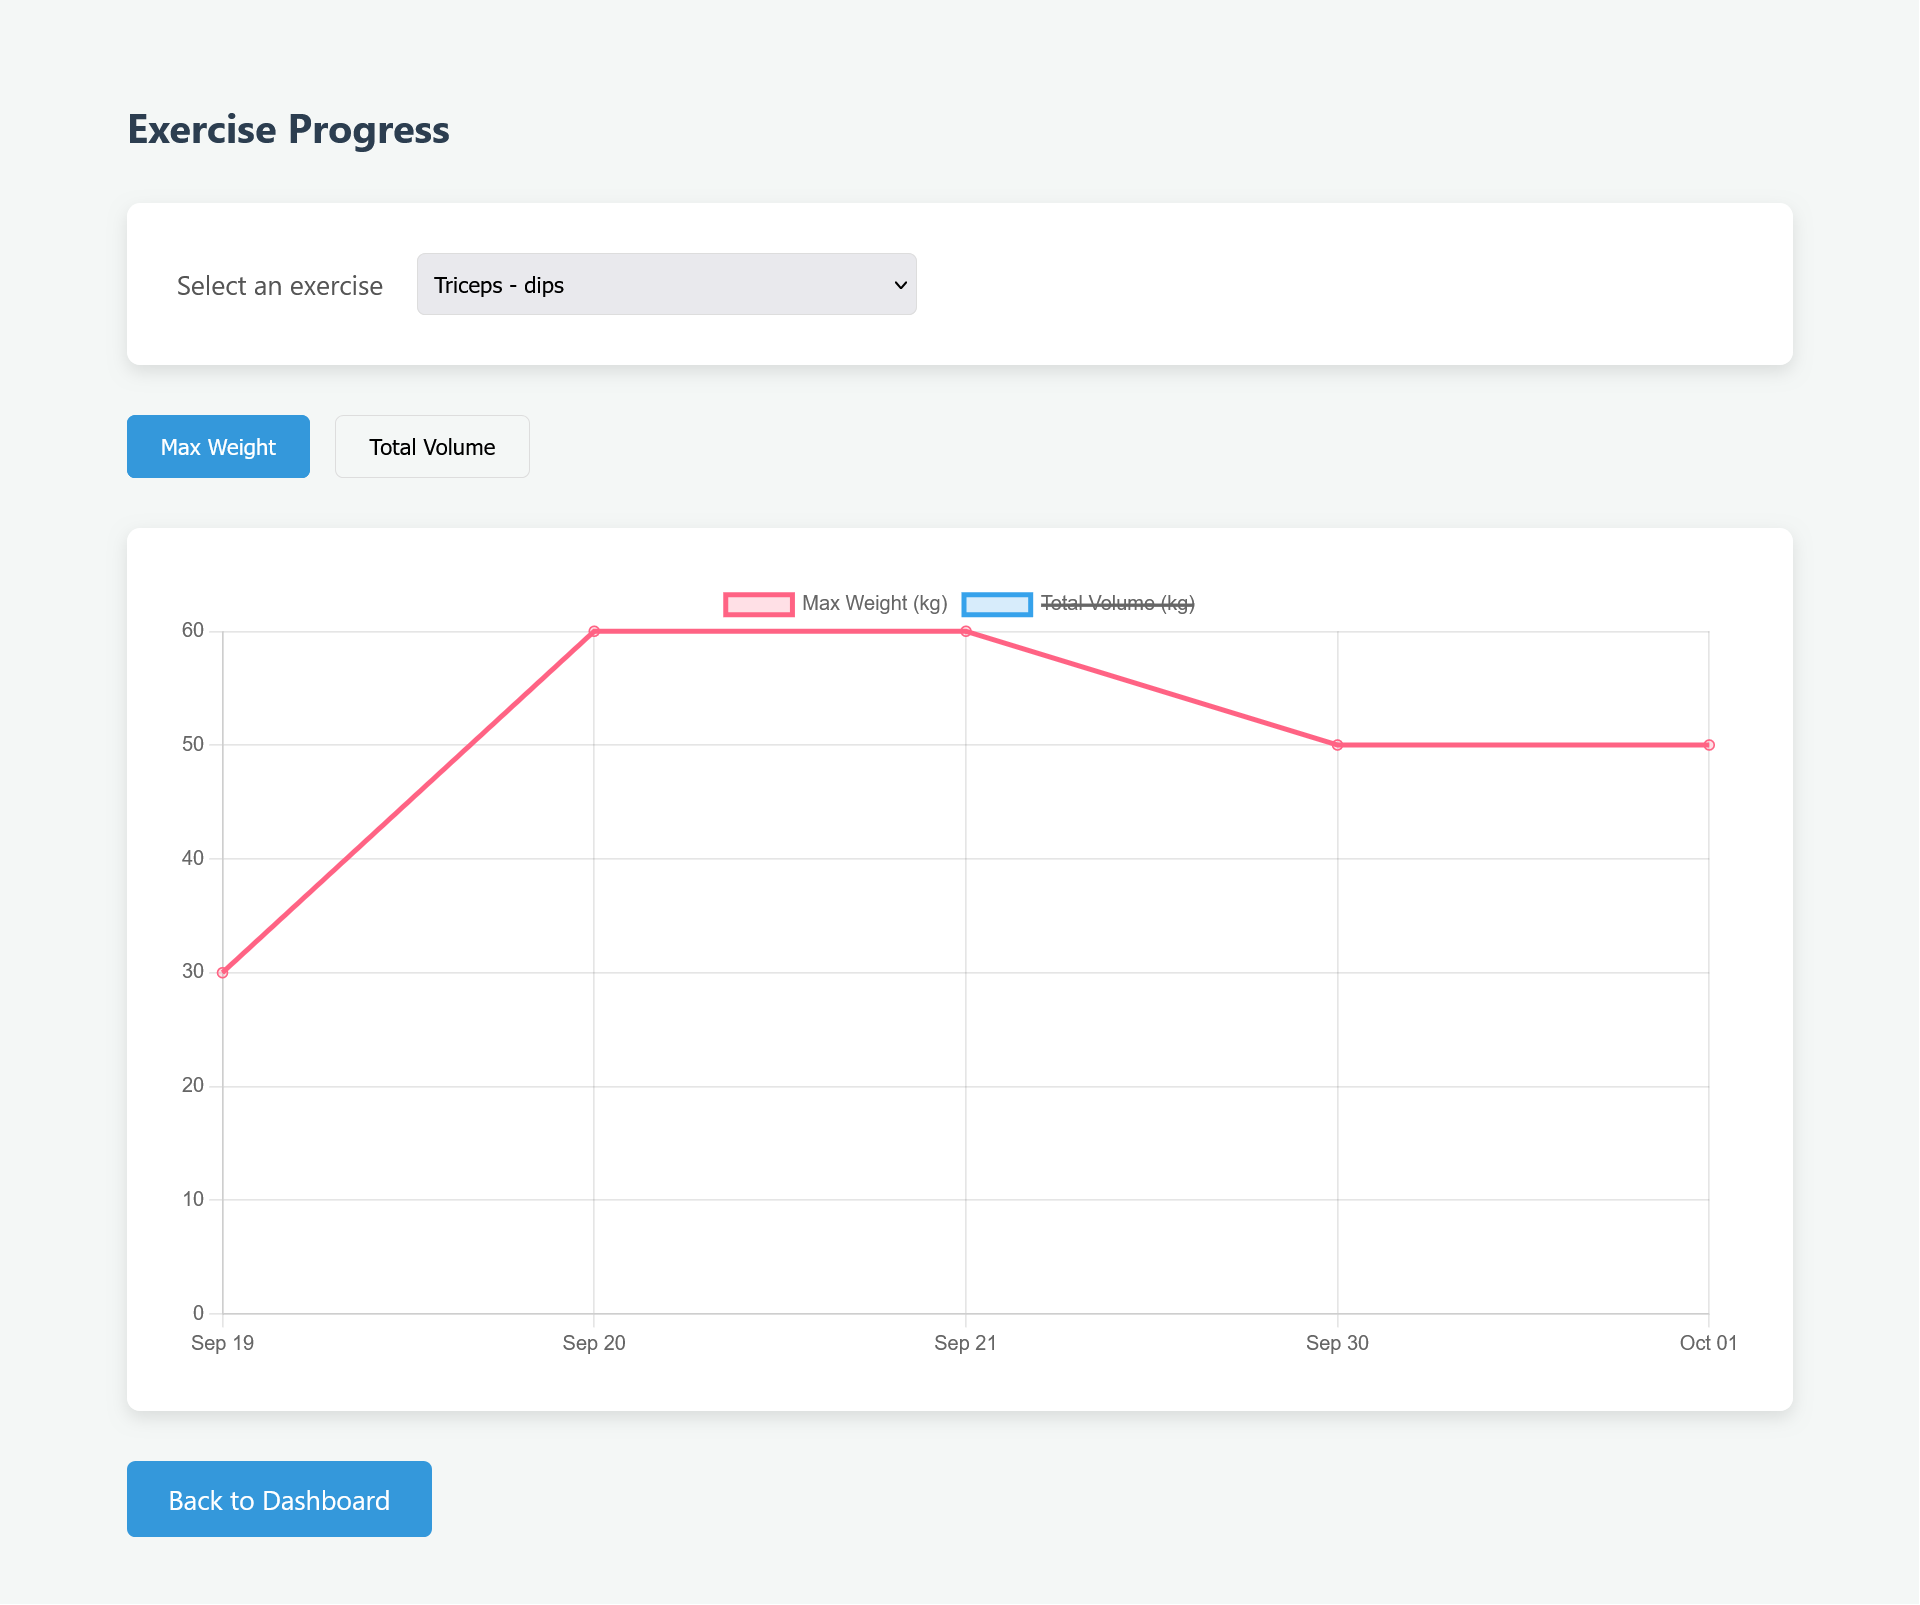 Exercise Progress
Select an exercise
Triceps - dips
Max Weight
Total Volume
Max Weight (kg)
Total Volume (kg)
60
50
40
30
20
10
0
Sep 19
Sep 20
Sep 21
Sep 30
Oct 01
Back to Dashboard